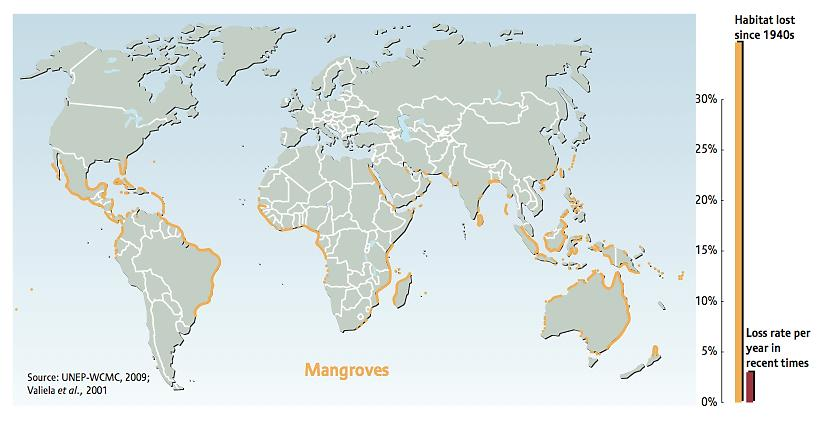 Habitat lost
since 1940s
30%
25%
20%
15%
10%
Loss rate per
year in
recent times
5%
0%
Mangroves
Source: UNEP-WCMC, 2009;
Valiela et al., 2001